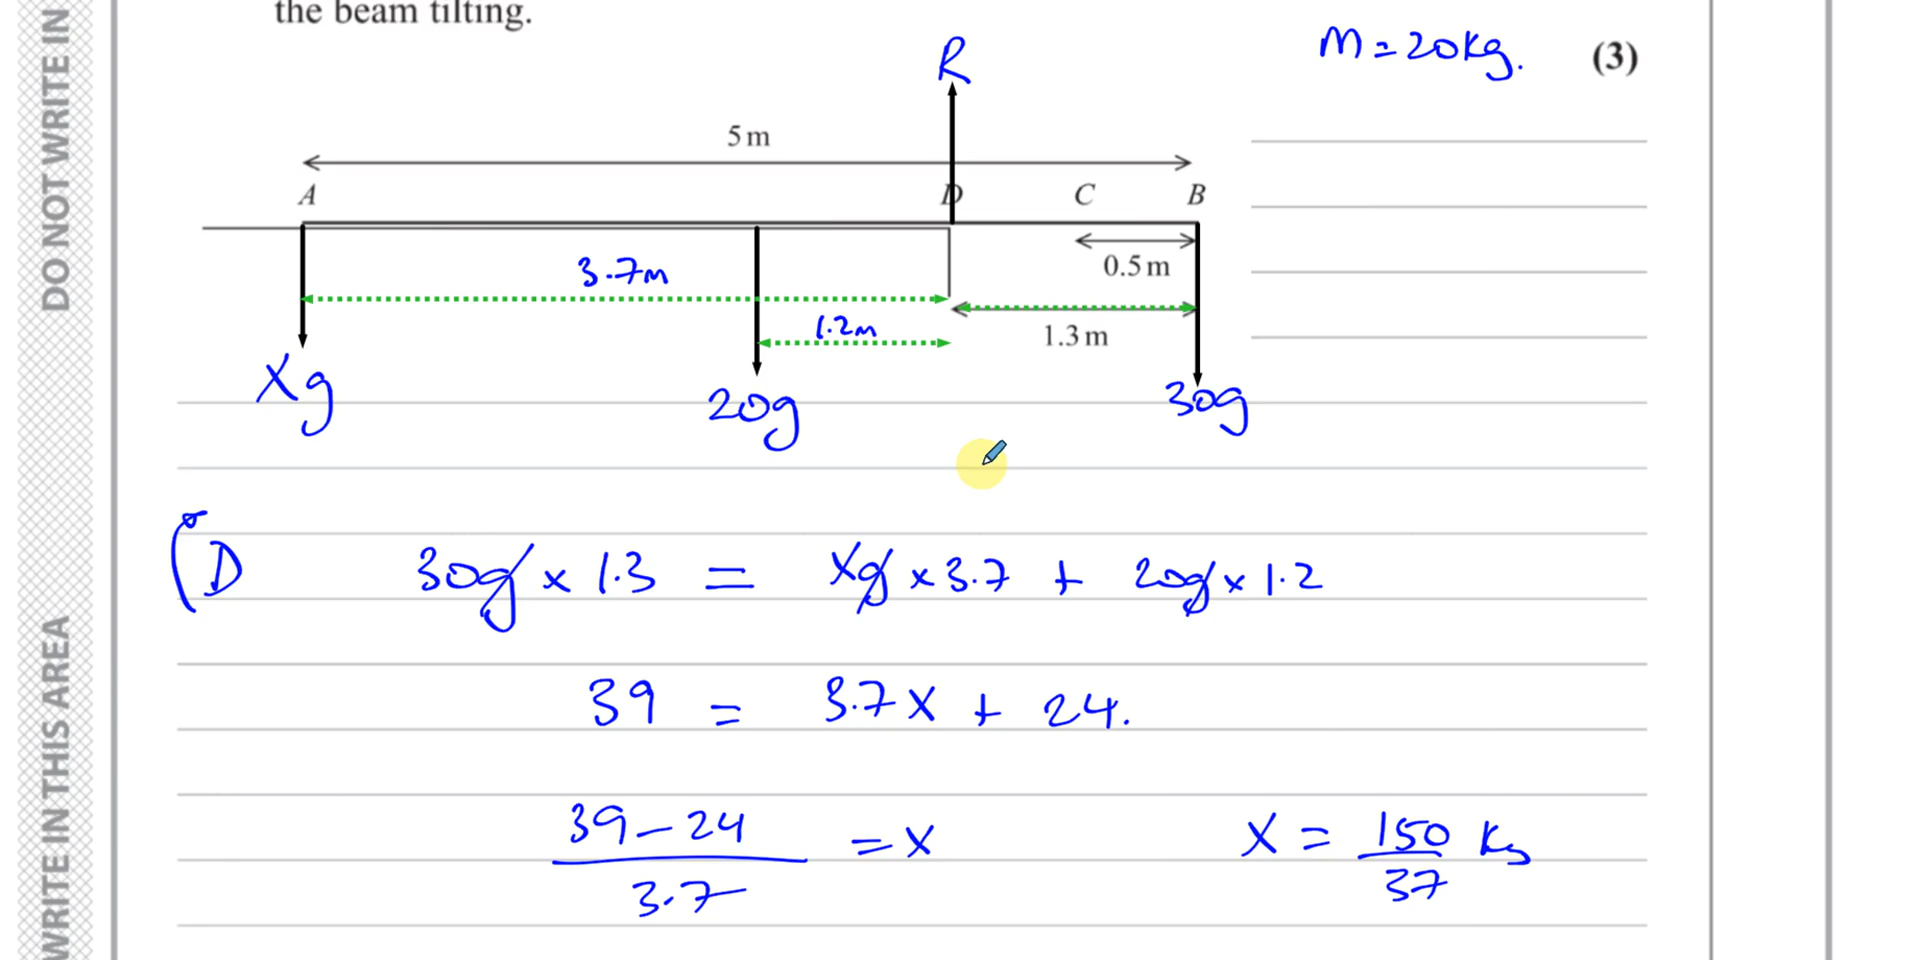 the beam tilting.
M = 20kg. (3)
R
5 m
A D C B
0.5 m
3.7m
1.2m
1.3 m
Xg 20g 30g
D 30g × 1.3 = Xg × 3.7 + 20g × 1.2
39 = 3.7X + 24.
39 - 24 / 3.7 = X X = 150/37 kg
DO NOT WRITE IN
WRITE IN THIS AREA